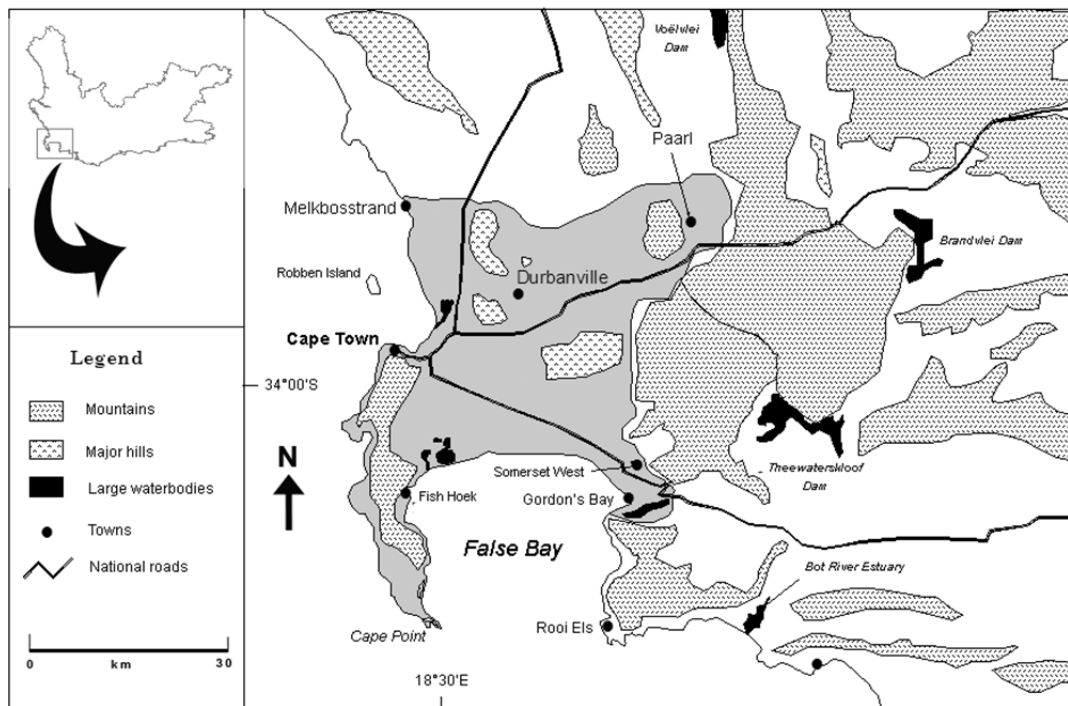 Voëlvlei
Dam
Paarl
Melkbosstrand
Brandvlei Dam
Robben Island
Durbanville
Cape Town
Legend
34°00'S
Mountains
Major hills
Large waterbodies
Towns
National roads
0 km 30
N
Somerset West
Theewaterskloof
Dam
Fish Hoek
Gordon's Bay
False Bay
Bot River Estuary
Rooi Els
Cape Point
18°30'E